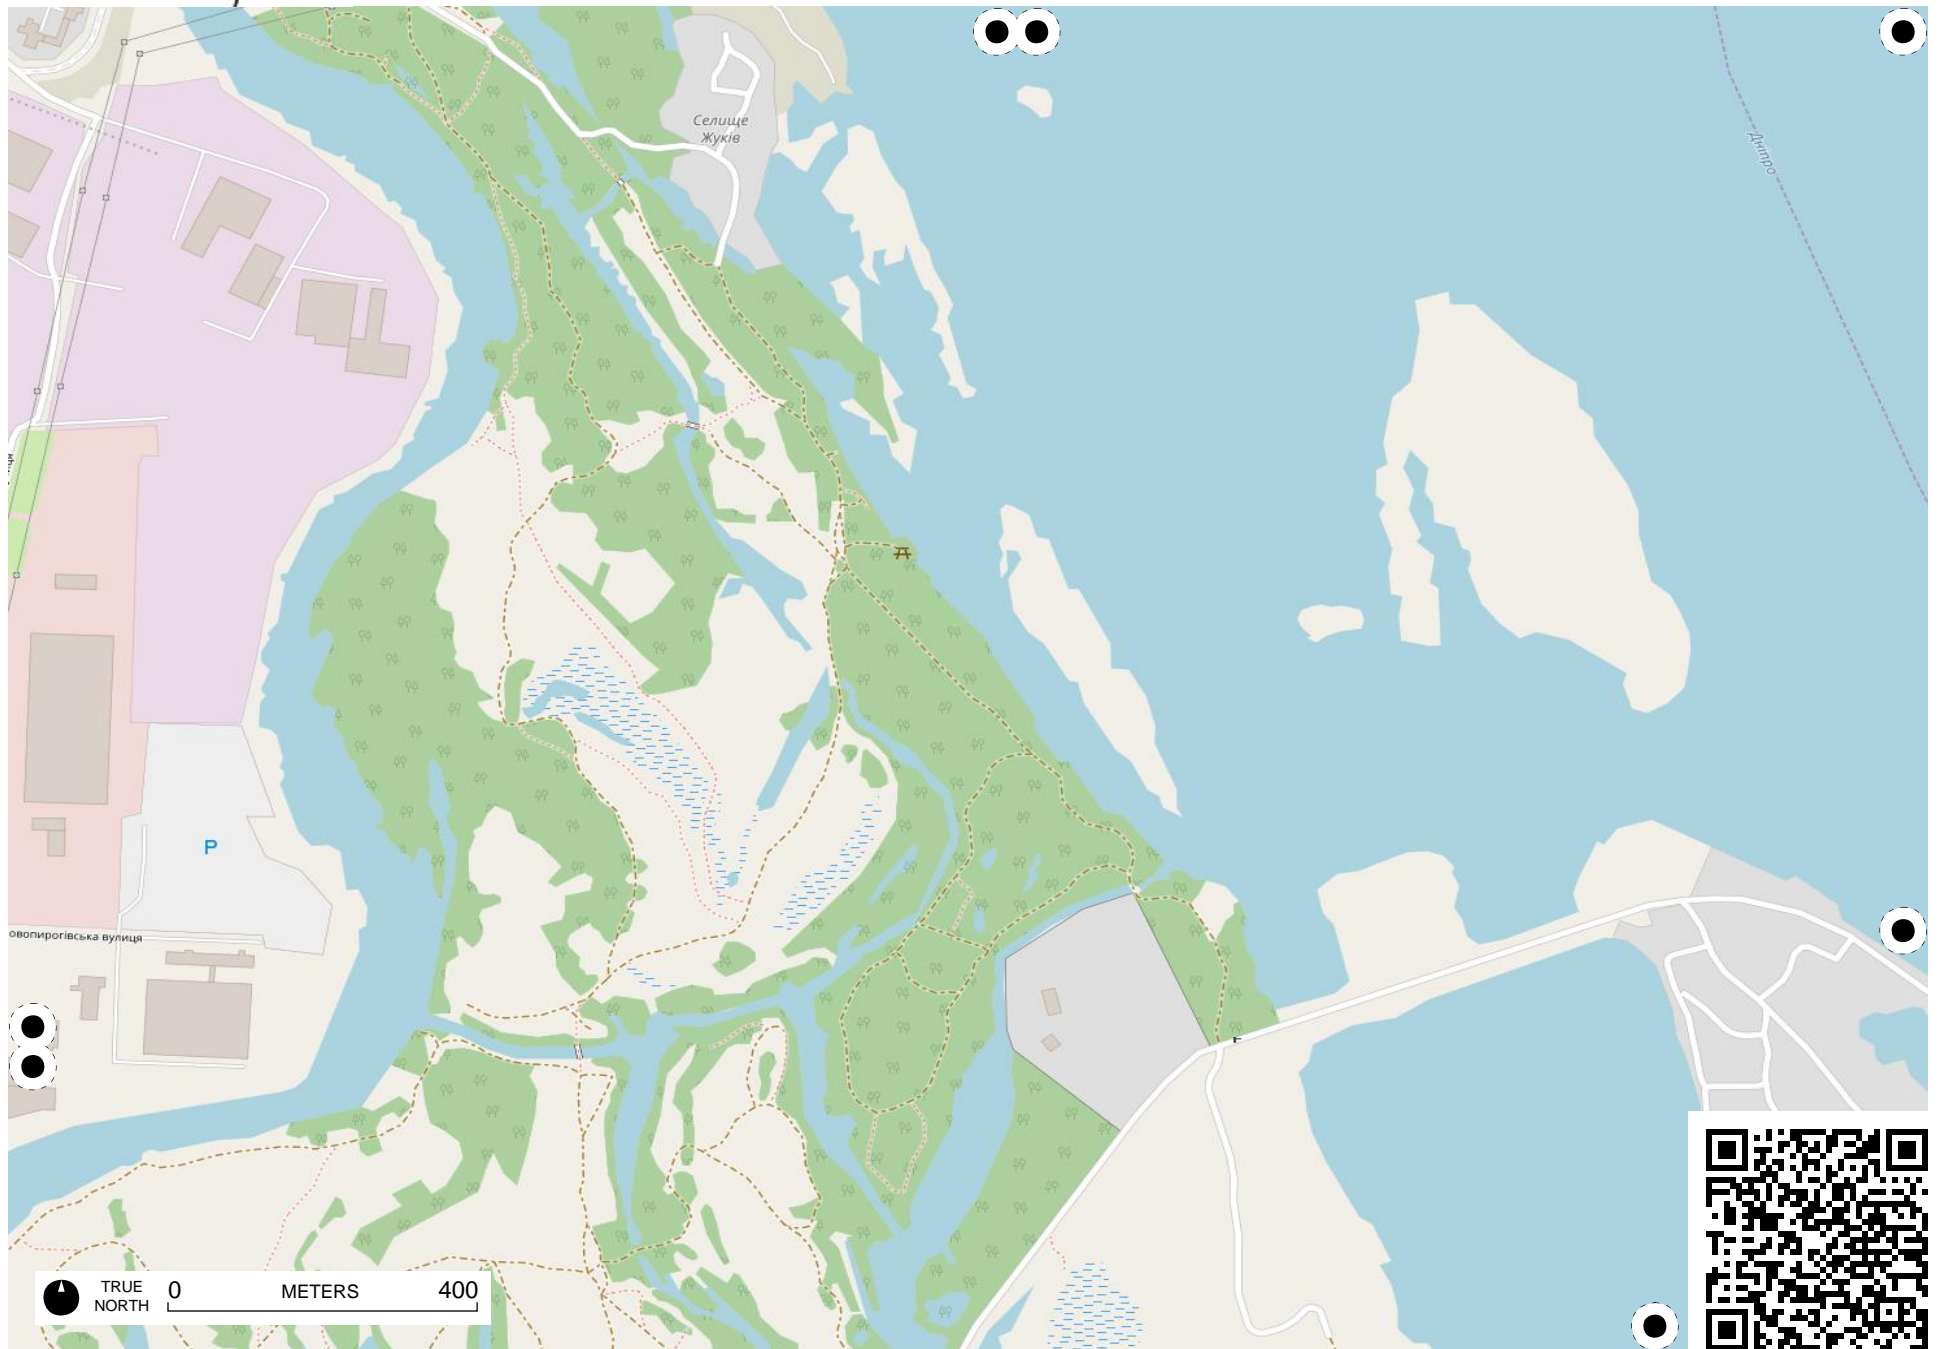 Селище
Жуків
Дніпро
P
овопирогівська вулиця
TRUE
NORTH
0
METERS
400